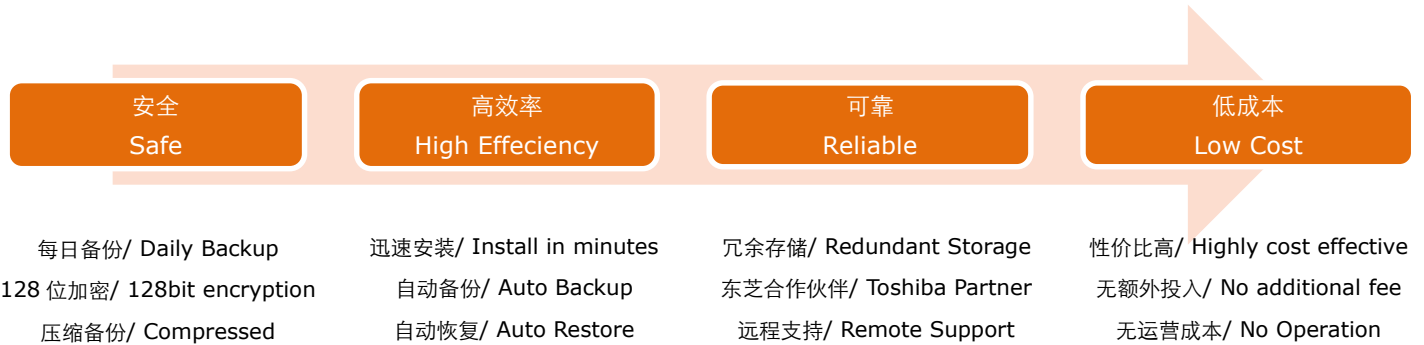 安全
Safe
高效率
High Effeciency
可靠
Reliable
低成本
Low Cost
每日备份/ Daily Backup
128 位加密/ 128bit encryption
压缩备份/ Compressed
迅速安装/ Install in minutes
自动备份/ Auto Backup
自动恢复/ Auto Restore
冗余存储/ Redundant Storage
东芝合作伙伴/ Toshiba Partner
远程支持/ Remote Support
性价比高/ Highly cost effective
无额外投入/ No additional fee
无运营成本/ No Operation